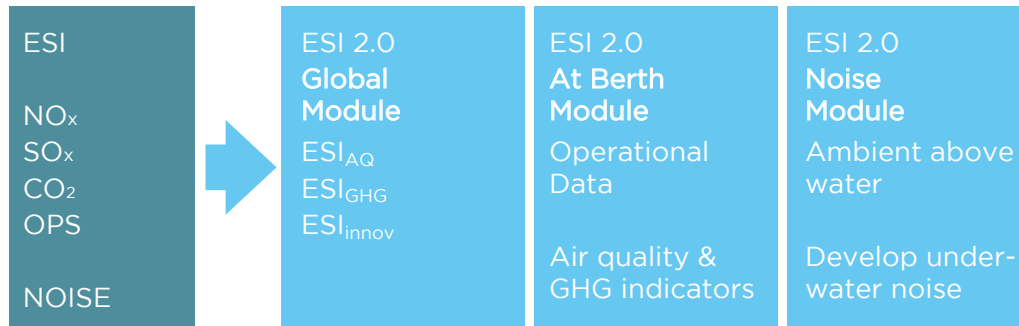 ESI
NOx
SOx
CO2
OPS
NOISE
ESI 2.0
Global
Module
ESIAQ
ESIGHG
ESIinnov
ESI 2.0
At Berth
Module
Operational
Data
Air quality &
GHG indicators
ESI 2.0
Noise
Module
Ambient above
water
Develop under-
water noise